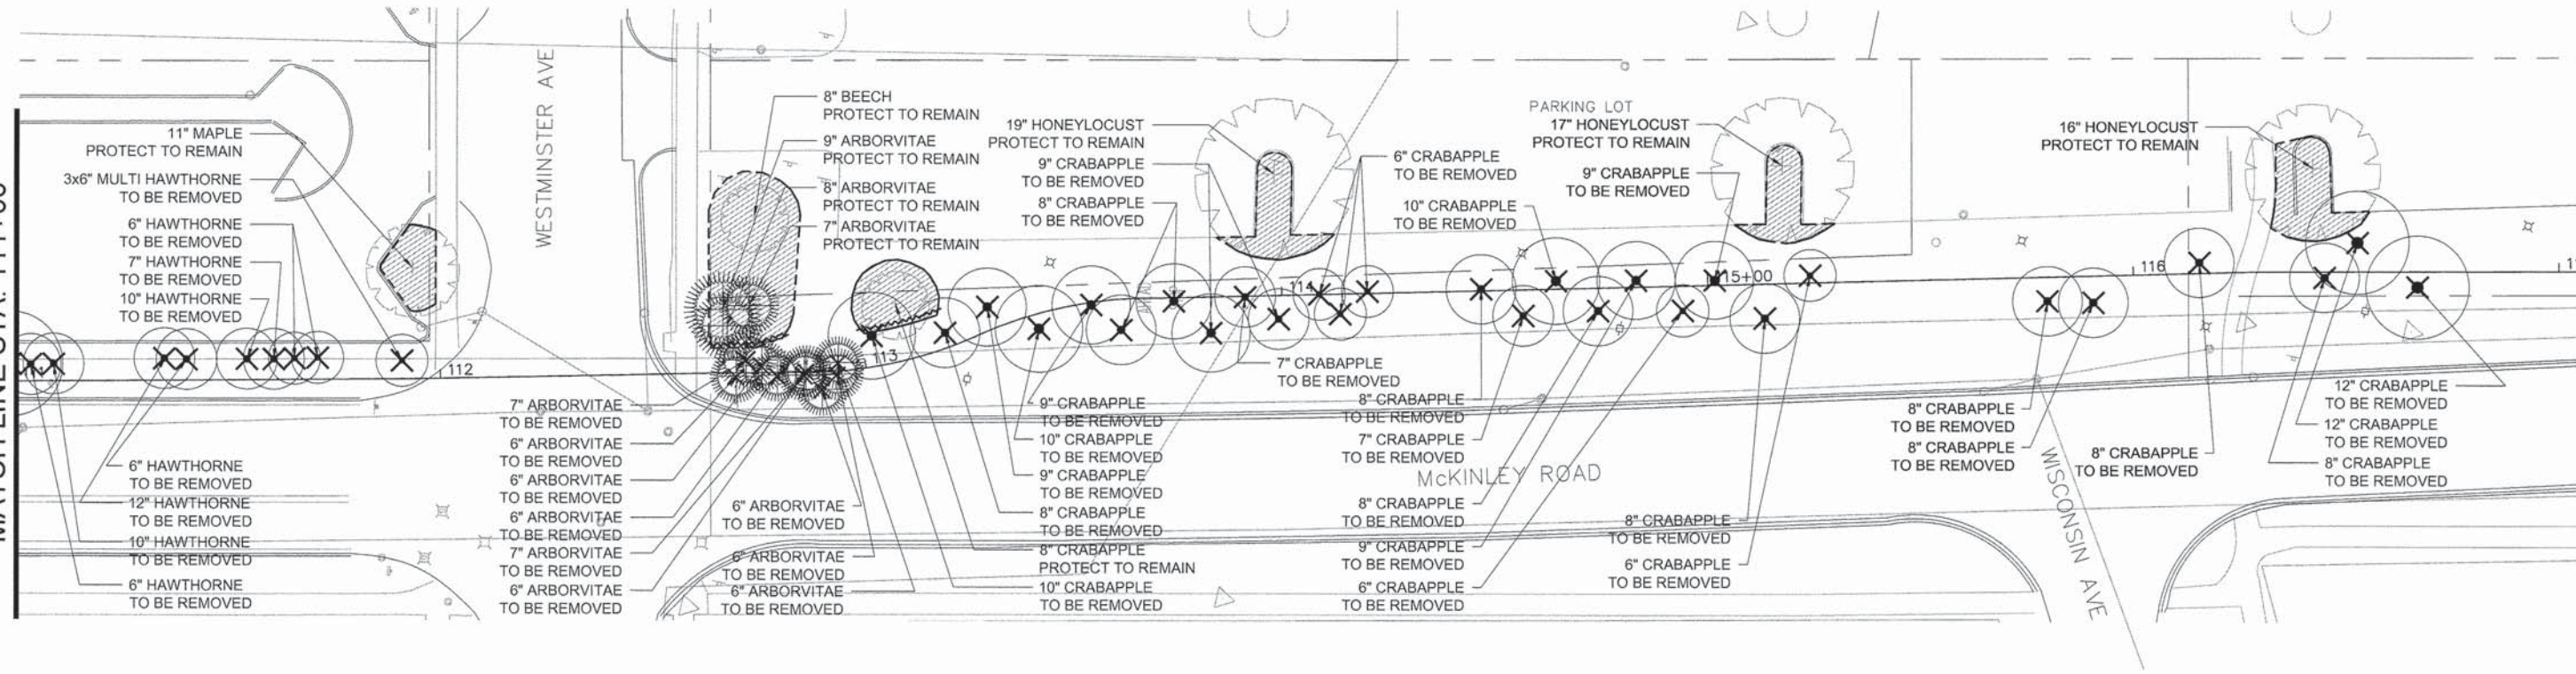 WESTMINSTER AVE
11" MAPLE
PROTECT TO REMAIN
3x6" MULTI HAWTHORNE
TO BE REMOVED
6" HAWTHORNE
TO BE REMOVED
7" HAWTHORNE
TO BE REMOVED
10" HAWTHORNE
TO BE REMOVED
112
6" HAWTHORNE
TO BE REMOVED
12" HAWTHORNE
TO BE REMOVED
10" HAWTHORNE
TO BE REMOVED
6" HAWTHORNE
TO BE REMOVED
8" BEECH
PROTECT TO REMAIN
9" ARBORVITAE
PROTECT TO REMAIN
8" ARBORVITAE
PROTECT TO REMAIN
7" ARBORVITAE
PROTECT TO REMAIN
113
7" ARBORVITAE
TO BE REMOVED
6" ARBORVITAE
TO BE REMOVED
6" ARBORVITAE
TO BE REMOVED
6" ARBORVITAE
TO BE REMOVED
7" ARBORVITAE
TO BE REMOVED
6" ARBORVITAE
TO BE REMOVED
6" ARBORVITAE
TO BE REMOVED
6" ARBORVITAE
TO BE REMOVED
6" ARBORVITAE
TO BE REMOVED
19" HONEYLOCUST
PROTECT TO REMAIN
9" CRABAPPLE
TO BE REMOVED
8" CRABAPPLE
TO BE REMOVED
6" CRABAPPLE
TO BE REMOVED
10" CRABAPPLE
TO BE REMOVED
114
7" CRABAPPLE
TO BE REMOVED
9" CRABAPPLE
TO BE REMOVED
10" CRABAPPLE
TO BE REMOVED
9" CRABAPPLE
TO BE REMOVED
8" CRABAPPLE
TO BE REMOVED
8" CRABAPPLE
PROTECT TO REMAIN
10" CRABAPPLE
TO BE REMOVED
PARKING LOT
17" HONEYLOCUST
PROTECT TO REMAIN
9" CRABAPPLE
TO BE REMOVED
15+00
8" CRABAPPLE
TO BE REMOVED
7" CRABAPPLE
TO BE REMOVED
McKINLEY ROAD
8" CRABAPPLE
TO BE REMOVED
9" CRABAPPLE
TO BE REMOVED
6" CRABAPPLE
TO BE REMOVED
8" CRABAPPLE
TO BE REMOVED
6" CRABAPPLE
TO BE REMOVED
16" HONEYLOCUST
PROTECT TO REMAIN
116
8" CRABAPPLE
TO BE REMOVED
8" CRABAPPLE
TO BE REMOVED
8" CRABAPPLE
TO BE REMOVED
WISCONSIN AVE
12" CRABAPPLE
TO BE REMOVED
12" CRABAPPLE
TO BE REMOVED
8" CRABAPPLE
TO BE REMOVED